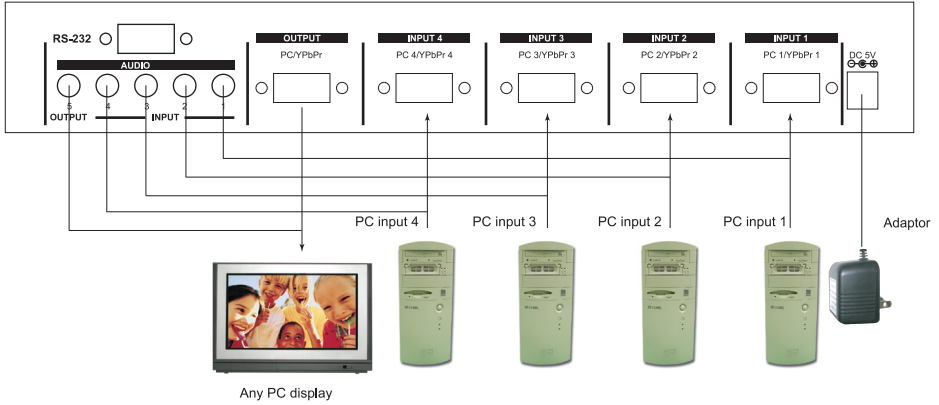 RS-232
AUDIO
5 4 3 2 1
OUTPUT INPUT
OUTPUT
PC/YPbPr
INPUT 4
PC 4/YPbPr 4
INPUT 3
PC 3/YPbPr 3
INPUT 2
PC 2/YPbPr 2
INPUT 1
PC 1/YPbPr 1
DC 5V
PC input 4
PC input 3
PC input 2
PC input 1
Adaptor
Any PC display